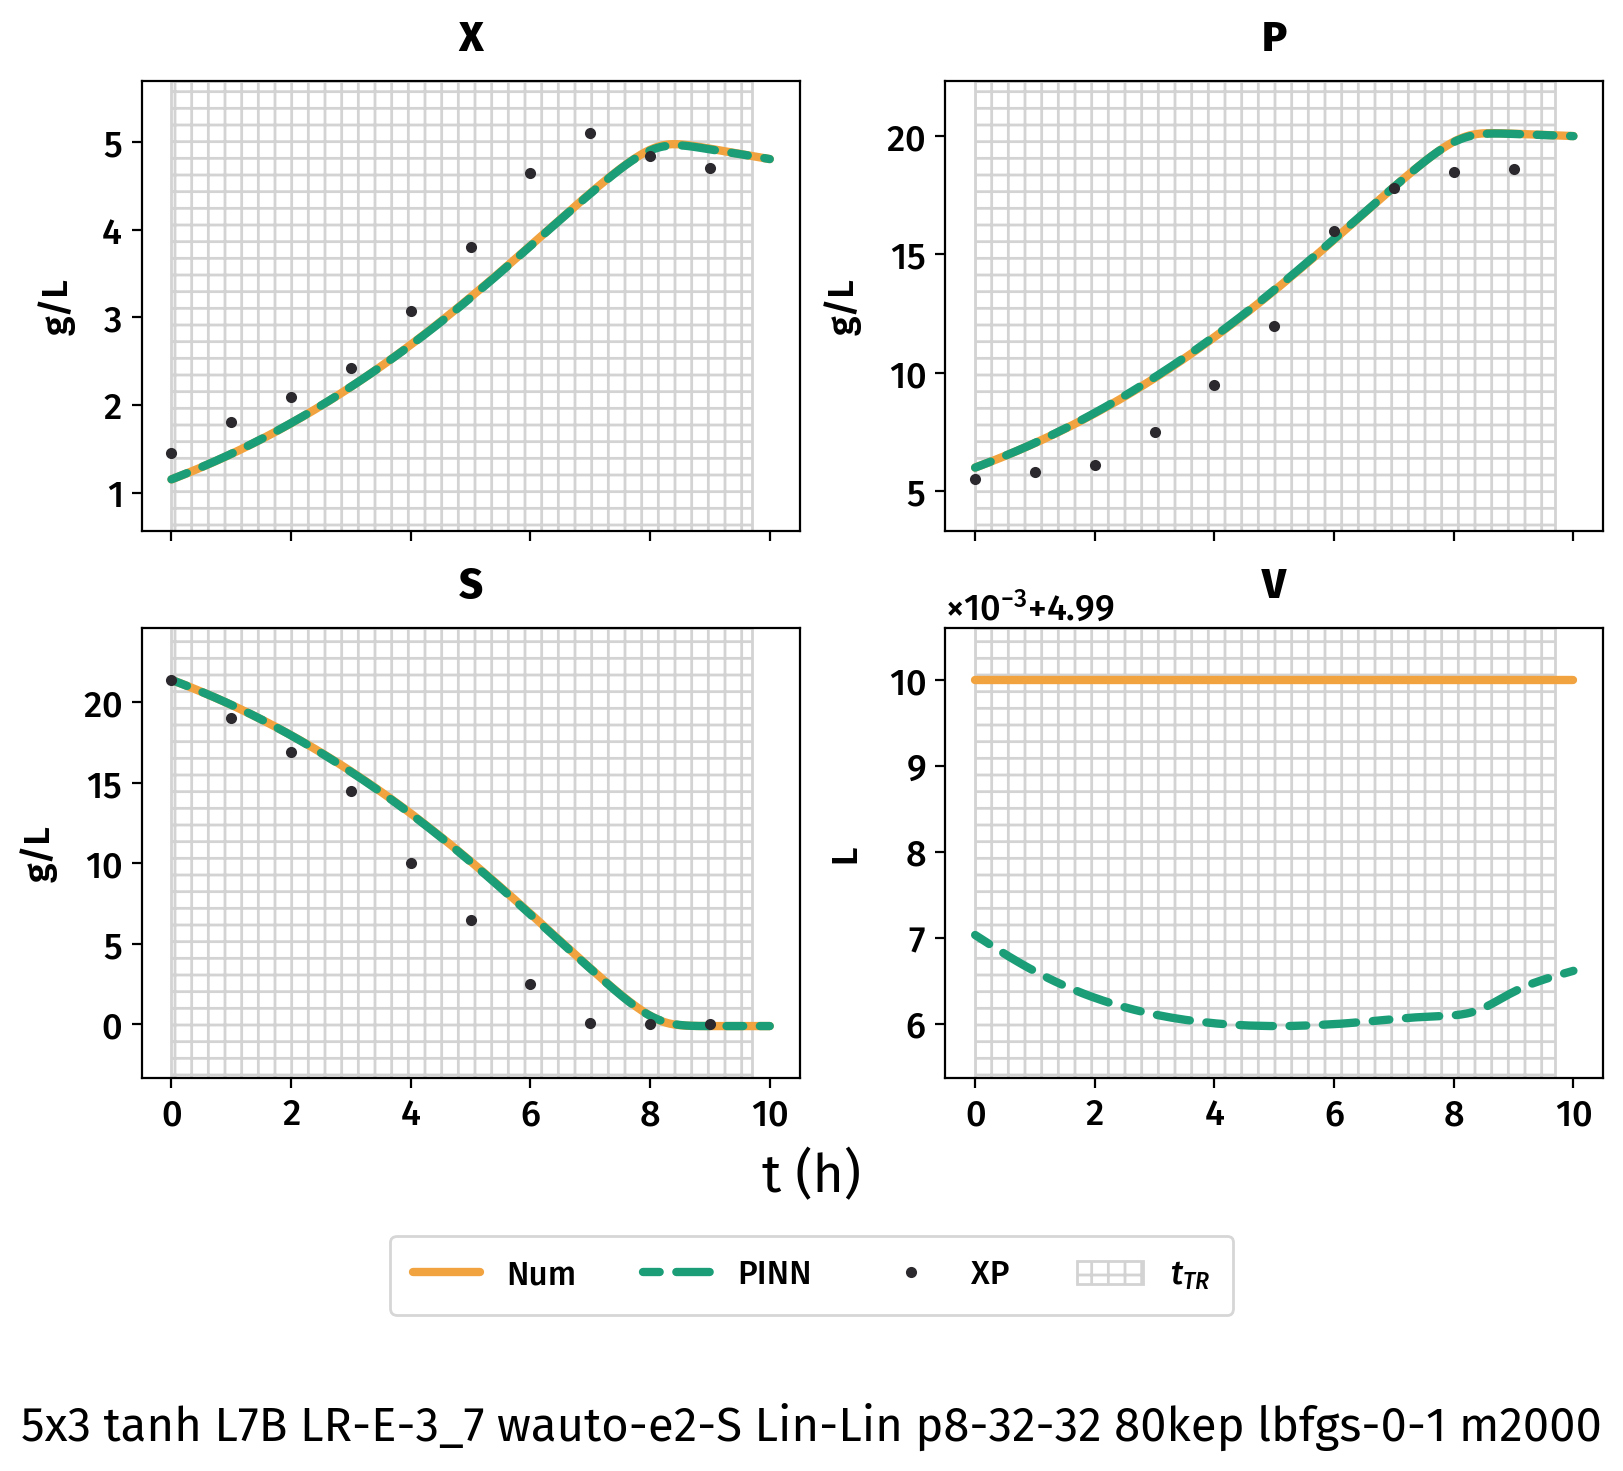 X
P
5
4
3
2
1
g/L
20
15
10
5
g/L
S
V
×10⁻³+4.99
20
15
10
5
0
g/L
10
9
8
7
6
L
0 2 4 6 8 10
0 2 4 6 8 10
t (h)
Num PINN XP t_TR
5x3 tanh L7B LR-E-3_7 wauto-e2-S Lin-Lin p8-32-32 80kep lbfgs-0-1 m2000